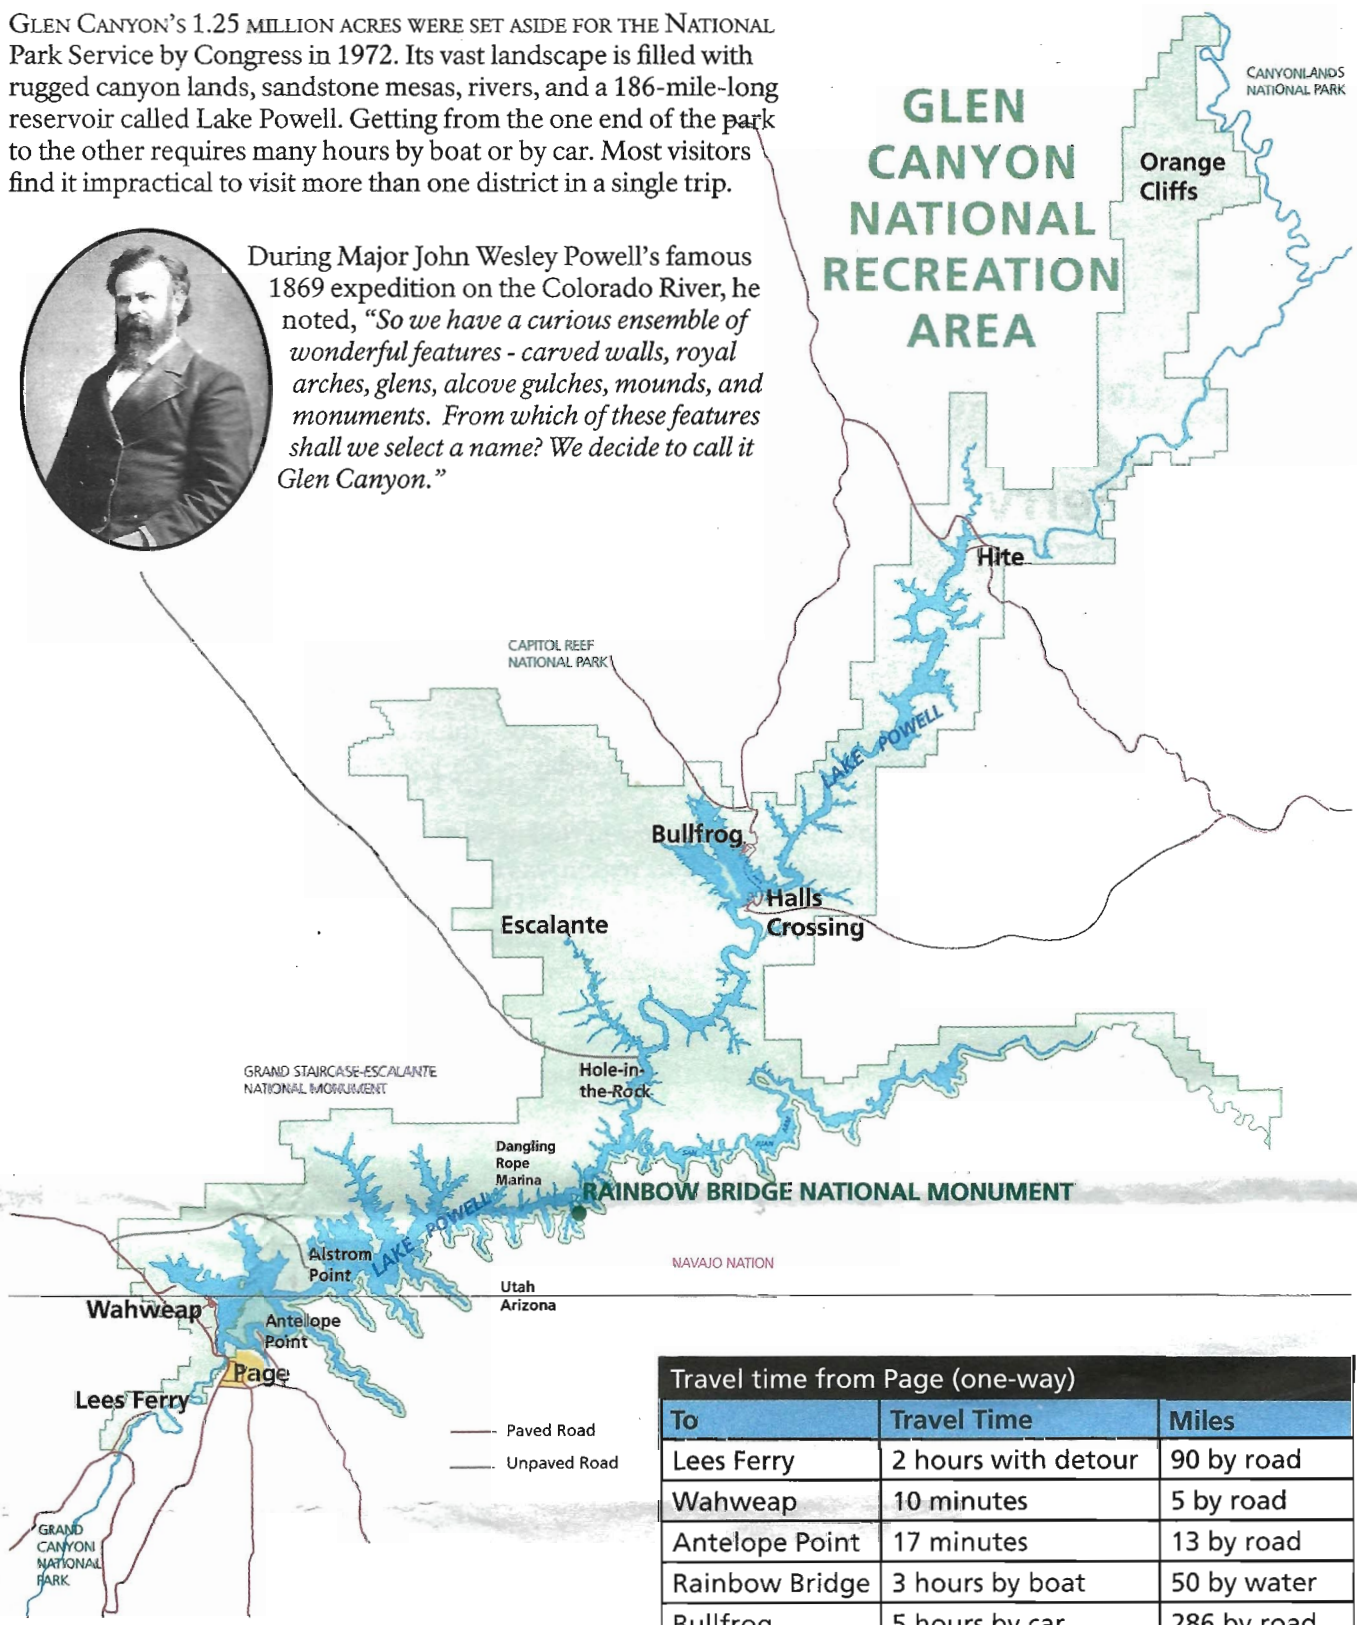 GLEN CANYON'S 1.25 MILLION ACRES WERE SET ASIDE FOR THE NATIONAL
Park Service by Congress in 1972. Its vast landscape is filled with
rugged canyon lands, sandstone mesas, rivers, and a 186-mile-long
reservoir called Lake Powell. Getting from the one end of the park
to the other requires many hours by boat or by car. Most visitors
find it impractical to visit more than one district in a single trip.
During Major John Wesley Powell's famous
1869 expedition on the Colorado River, he
noted, "So we have a curious ensemble of
wonderful features - carved walls, royal
arches, glens, alcove gulches, mounds, and
monuments. From which of these features
shall we select a name? We decide to call it
Glen Canyon."
GLEN
CANYON
NATIONAL
RECREATION
AREA
CANYONLANDS
NATIONAL PARK
Orange
Cliffs
Hite
CAPITOL REEF
NATIONAL PARK
LAKE POWELL
Bullfrog
Halls
Crossing
Escalante
GRAND STAIRCASE-ESCALANTE
NATIONAL MONUMENT
Hole-in-
the-Rock
Dangling
Rope
Marina
SAN JUAN ARM
RAINBOW BRIDGE NATIONAL MONUMENT
LAKE POWELL
Alstrom
Point
NAVAJO NATION
Utah
Arizona
Wahweap
Antelope
Point
Page
Lees Ferry
Paved Road
Unpaved Road
GRAND
CANYON
NATIONAL
PARK
Travel time from Page (one-way)
To Travel Time Miles
Lees Ferry 2 hours with detour 90 by road
Wahweap 10 minutes 5 by road
Antelope Point 17 minutes 13 by road
Rainbow Bridge 3 hours by boat 50 by water
Bullfrog 5 hours by car 286 by road